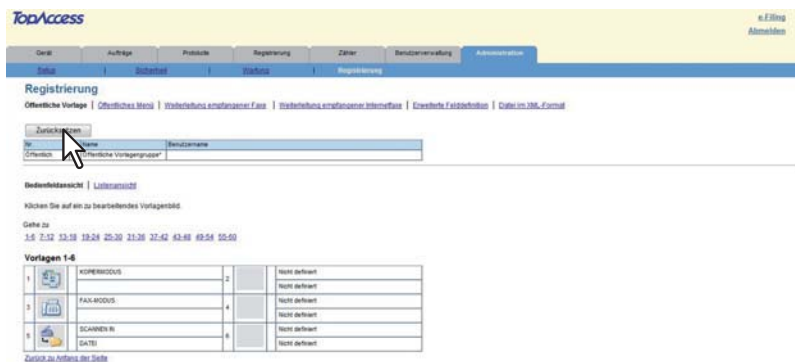 TopAccess
e-Filing
Abmelden
Gerät Aufträge Protokolle Registrierung Zähler Benutzerverwaltung Administration
Setup | Sicherheit | Wartung | Registrierung
Registrierung
Öffentliche Vorlage | Öffentliches Menü | Weiterleitung empfangener Faxe | Weiterleitung empfangener Internetfaxe | Erweiterte Felddefinition | Datei im XML-Format
Zurücksetzen
Nr. Name Benutzername
Öffentlich Öffentliche Vorlagengruppe*
Bedienfeldansicht | Listenansicht
Klicken Sie auf ein zu bearbeitendes Vorlagenbild.
Gehe zu
1-6 7-12 13-18 19-24 25-30 31-36 37-42 43-48 49-54 55-60
Vorlagen 1-6
1 KOPIERMODUS 2 Nicht definiert
Nicht definiert
3 FAX-MODUS 4 Nicht definiert
Nicht definiert
5 SCANNEN IN 6 Nicht definiert
DATEI Nicht definiert
Zurück zu Anfang der Seite